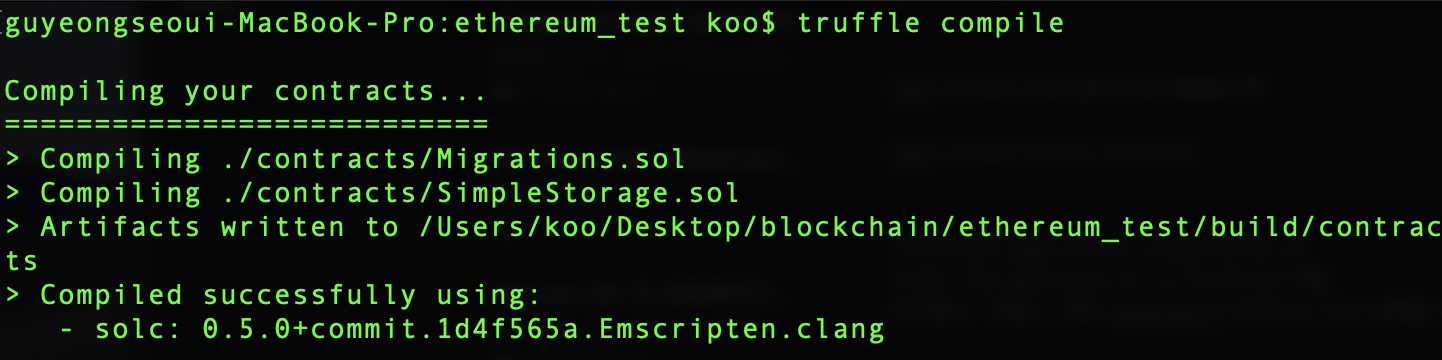 guyeongseoui-MacBook-Pro:ethereum_test koo$ truffle compile
Compiling your contracts...
===========================
> Compiling ./contracts/Migrations.sol
> Compiling ./contracts/SimpleStorage.sol
> Artifacts written to /Users/koo/Desktop/blockchain/ethereum_test/build/contrac
ts
> Compiled successfully using:
   - solc: 0.5.0+commit.1d4f565a.Emscripten.clang